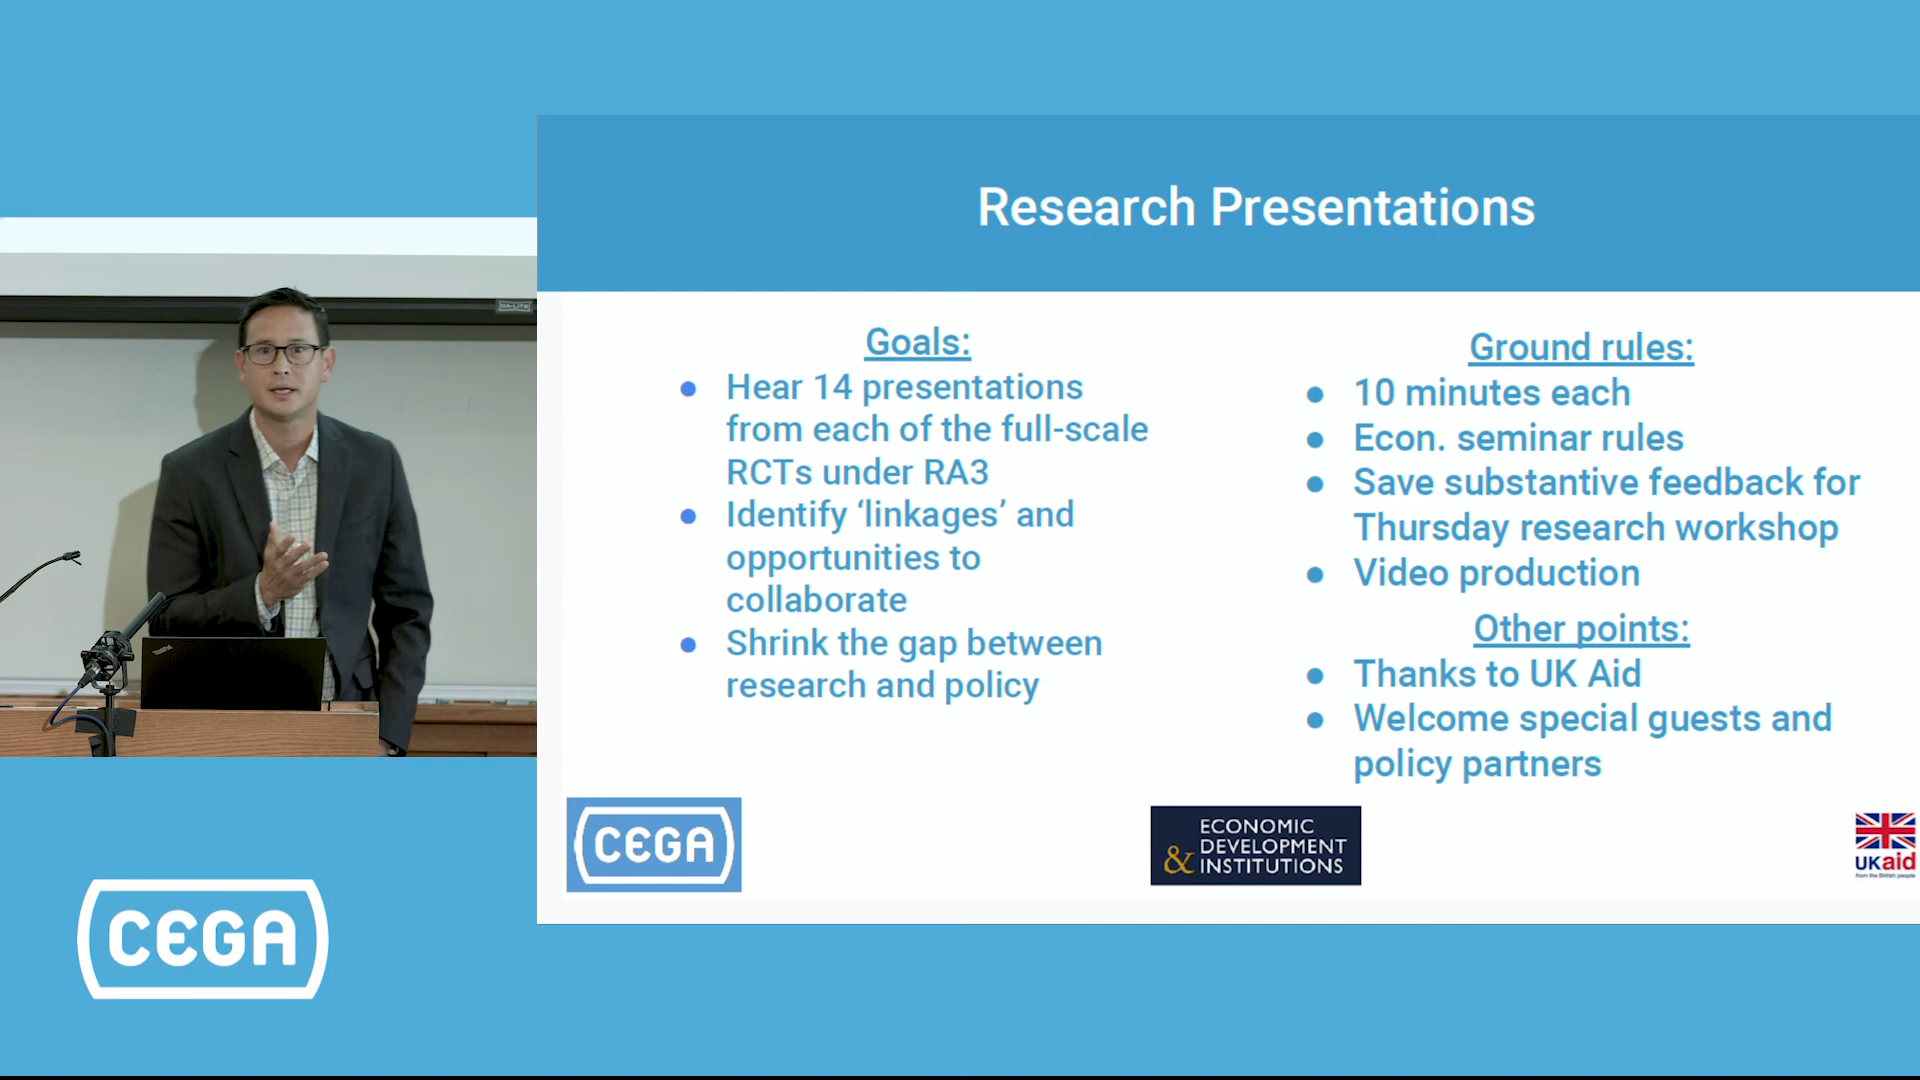 Research Presentations
Goals:
● Hear 14 presentations
from each of the full-scale
RCTs under RA3
● Identify ‘linkages’ and
opportunities to
collaborate
● Shrink the gap between
research and policy
Ground rules:
● 10 minutes each
● Econ. seminar rules
● Save substantive feedback for
Thursday research workshop
● Video production
Other points:
● Thanks to UK Aid
● Welcome special guests and
policy partners
CEGA
ECONOMIC
DEVELOPMENT
& INSTITUTIONS
UKaid
from the British people
DA-LITE
ThinkPad
CEGA